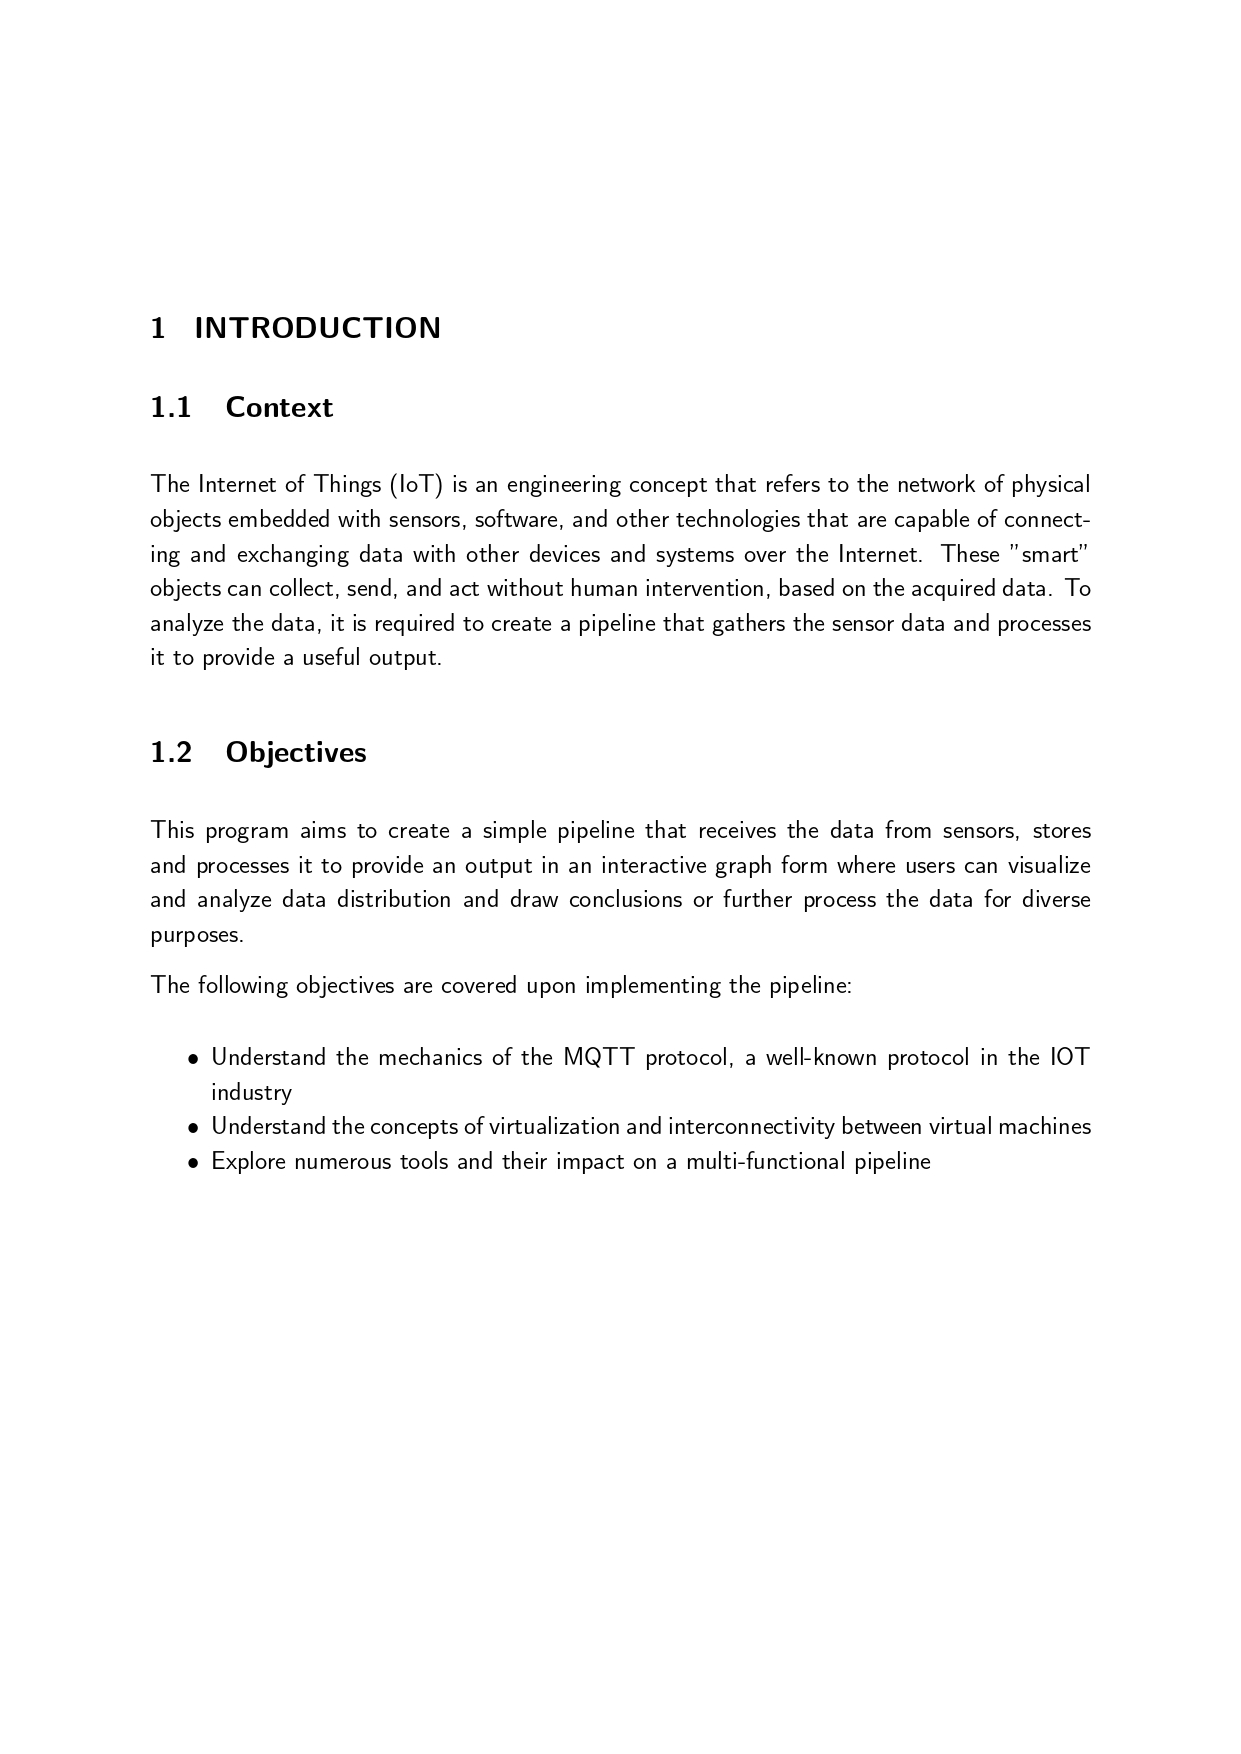 1 INTRODUCTION
1.1 Context
The Internet of Things (IoT) is an engineering concept that refers to the network of physical
objects embedded with sensors, software, and other technologies that are capable of connect-
ing and exchanging data with other devices and systems over the Internet. These ”smart”
objects can collect, send, and act without human intervention, based on the acquired data. To
analyze the data, it is required to create a pipeline that gathers the sensor data and processes
it to provide a useful output.
1.2 Objectives
This program aims to create a simple pipeline that receives the data from sensors, stores
and processes it to provide an output in an interactive graph form where users can visualize
and analyze data distribution and draw conclusions or further process the data for diverse
purposes.
The following objectives are covered upon implementing the pipeline:
• Understand the mechanics of the MQTT protocol, a well-known protocol in the IOT
industry
• Understand the concepts of virtualization and interconnectivity between virtual machines
• Explore numerous tools and their impact on a multi-functional pipeline